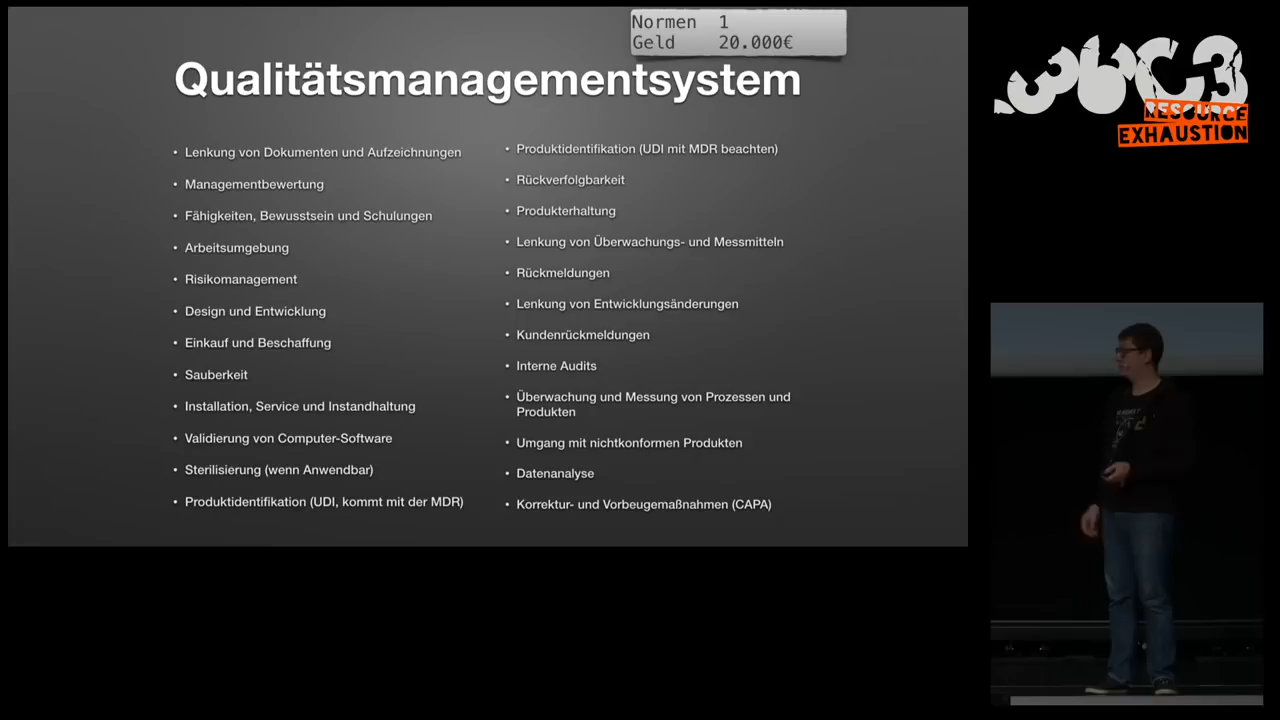 Normen 1
Geld 20.000€
Qualitätsmanagementsystem
• Lenkung von Dokumenten und Aufzeichnungen
• Managementbewertung
• Fähigkeiten, Bewusstsein und Schulungen
• Arbeitsumgebung
• Risikomanagement
• Design und Entwicklung
• Einkauf und Beschaffung
• Sauberkeit
• Installation, Service und Instandhaltung
• Validierung von Computer-Software
• Sterilisierung (wenn Anwendbar)
• Produktidentifikation (UDI, kommt mit der MDR)
• Produktidentifikation (UDI mit MDR beachten)
• Rückverfolgbarkeit
• Produkterhaltung
• Lenkung von Überwachungs- und Messmitteln
• Rückmeldungen
• Lenkung von Entwicklungsänderungen
• Kundenrückmeldungen
• Interne Audits
• Überwachung und Messung von Prozessen und
Produkten
• Umgang mit nichtkonformen Produkten
• Datenanalyse
• Korrektur- und Vorbeugemaßnahmen (CAPA)
36C3
RESOURCE
EXHAUSTION